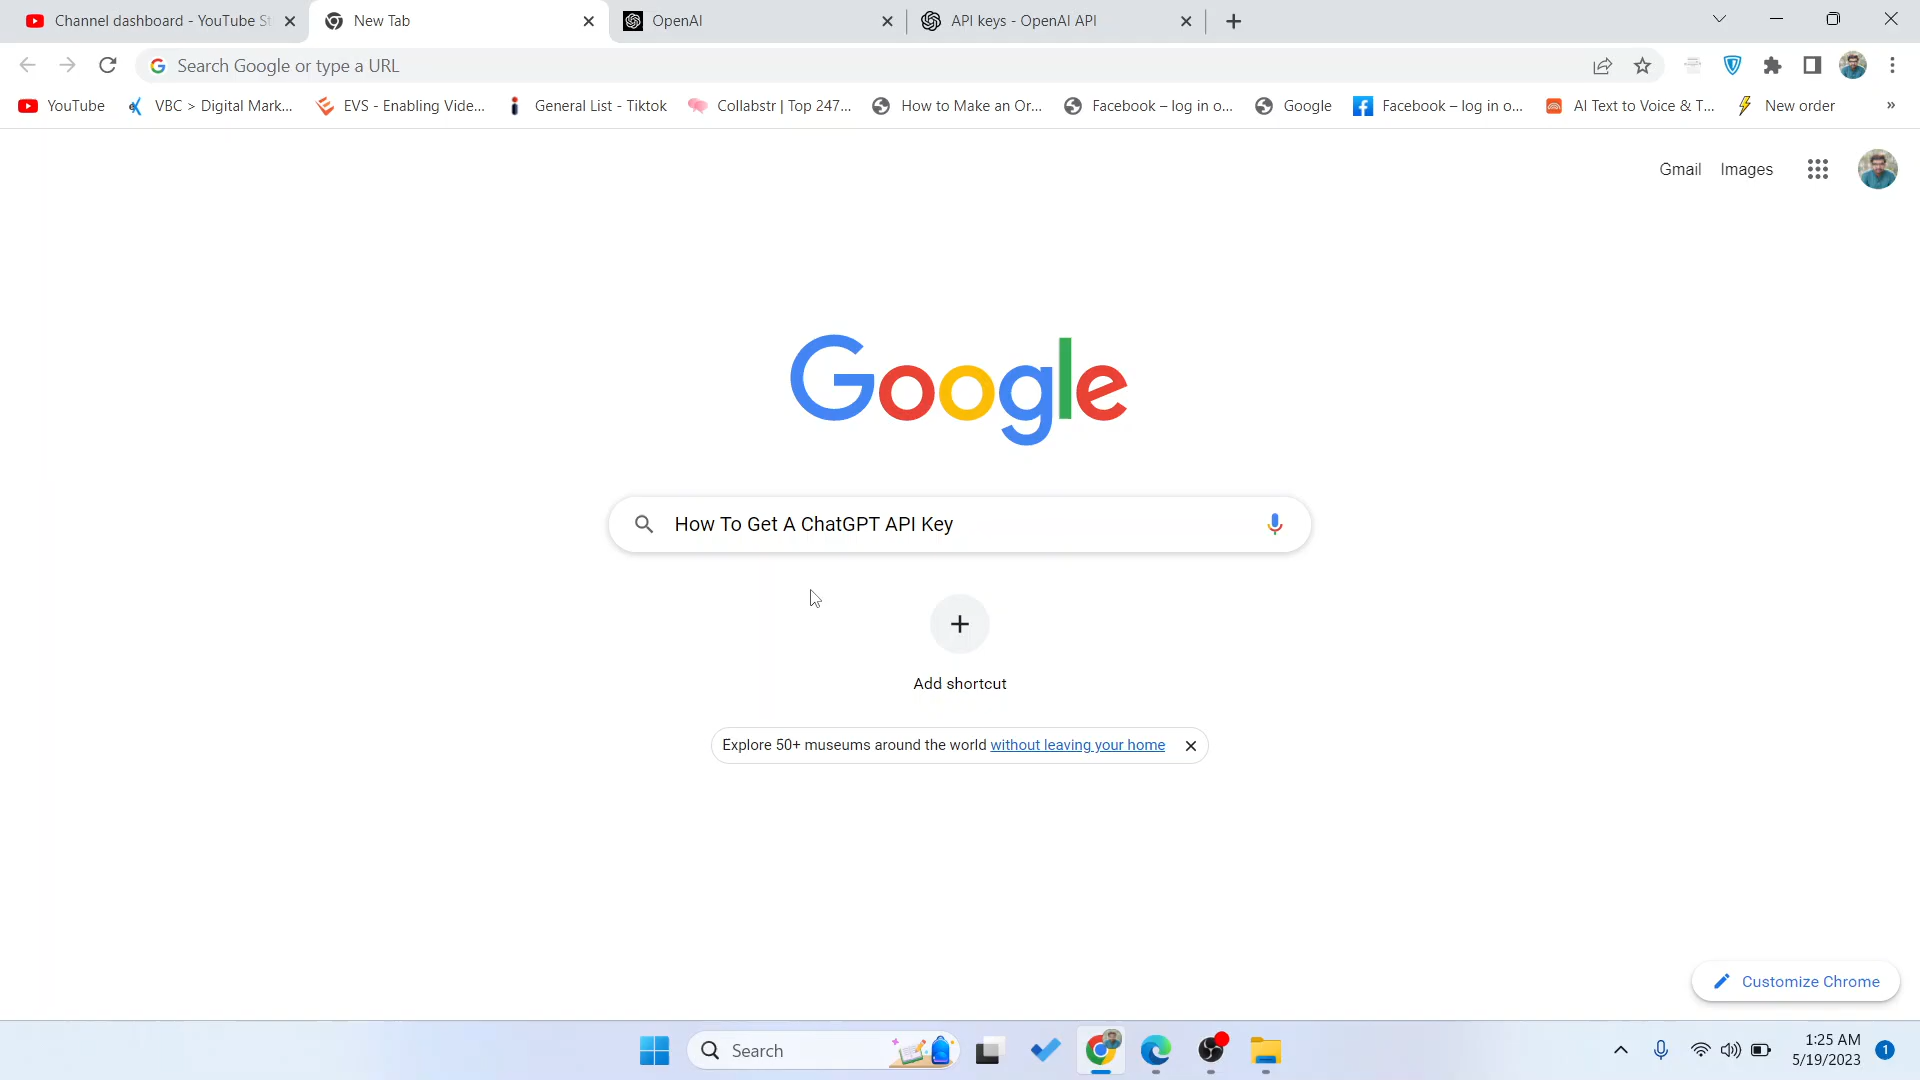 Channel dashboard - YouTube St
New Tab
OpenAI
API keys - OpenAI API
Search Google or type a URL
YouTube
VBC > Digital Mark...
EVS - Enabling Vide...
General List - Tiktok
Collabstr | Top 247...
How to Make an Or...
Facebook – log in o...
Google
Facebook – log in o...
AI Text to Voice & T...
New order
»
Gmail
Images
Google
How To Get A ChatGPT API Key
Add shortcut
Explore 50+ museums around the world without leaving your home
Customize Chrome
Search
1:25 AM
5/19/2023
1